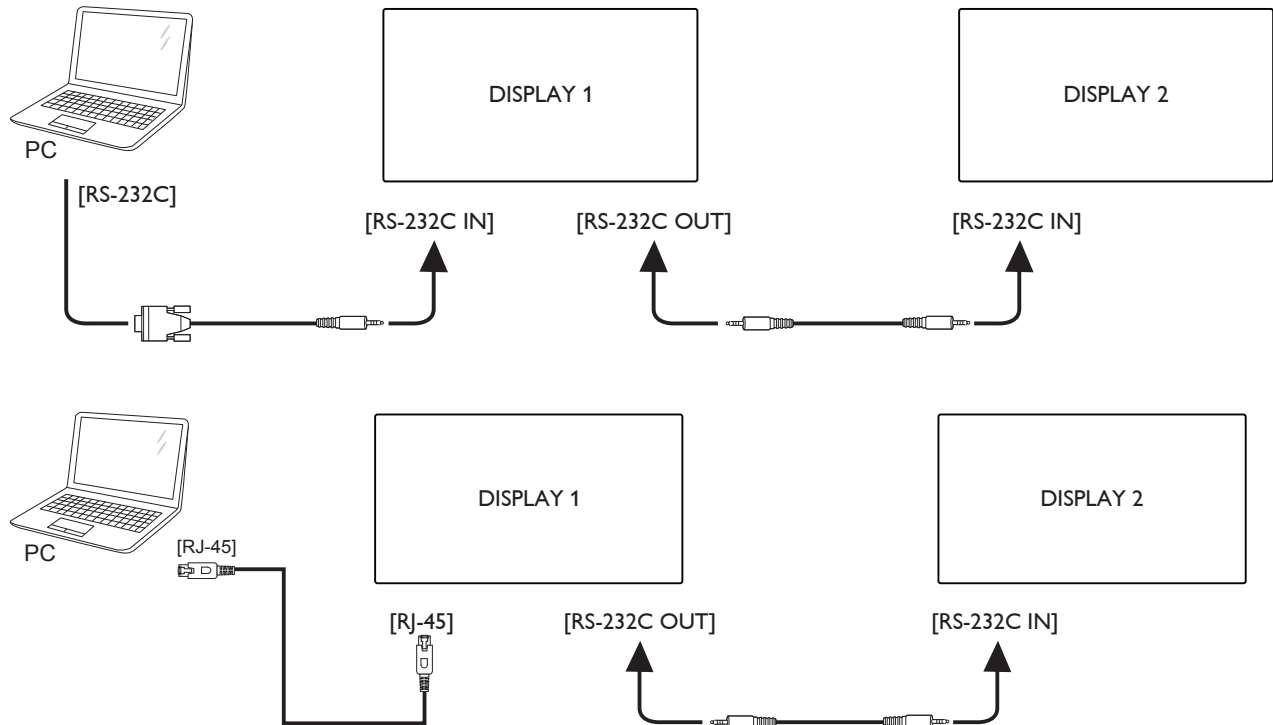 DISPLAY 1
DISPLAY 2
PC
[RS-232C]
[RS-232C IN]
[RS-232C OUT]
[RS-232C IN]
DISPLAY 1
DISPLAY 2
PC
[RJ-45]
[RJ-45]
[RS-232C OUT]
[RS-232C IN]